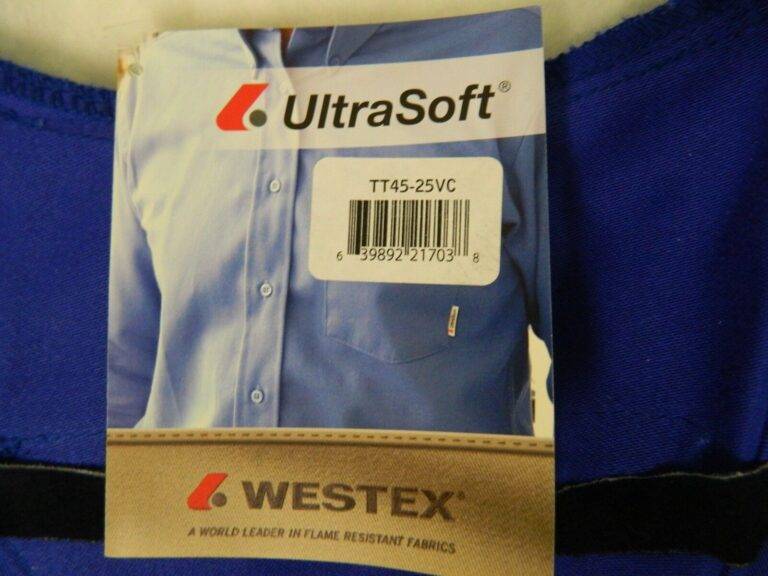 UltraSoft®
TT45-25VC
6 39892 21703 8
WESTEX®
A WORLD LEADER IN FLAME RESISTANT FABRICS